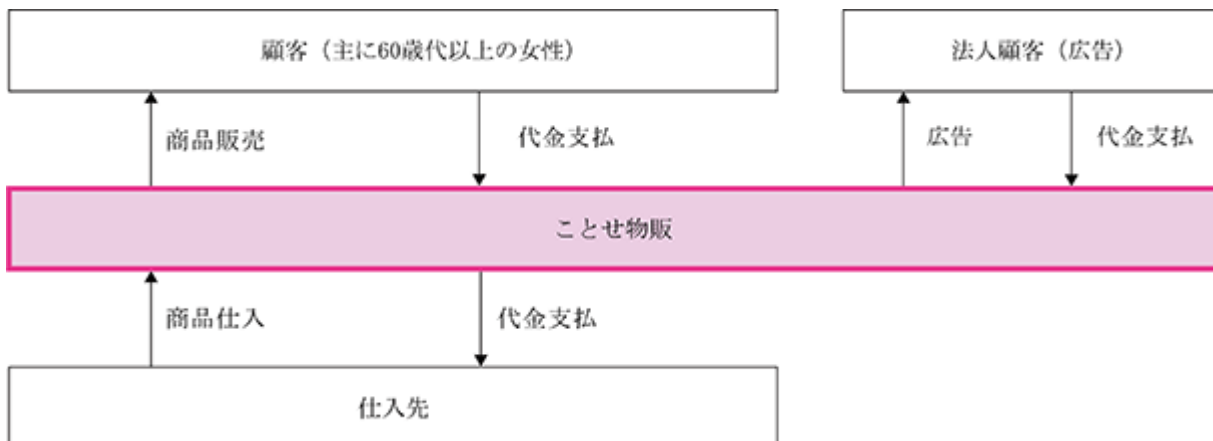 顧客（主に60歳代以上の女性）
法人顧客（広告）
商品販売
代金支払
広告
代金支払
ことせ物販
商品仕入
代金支払
仕入先